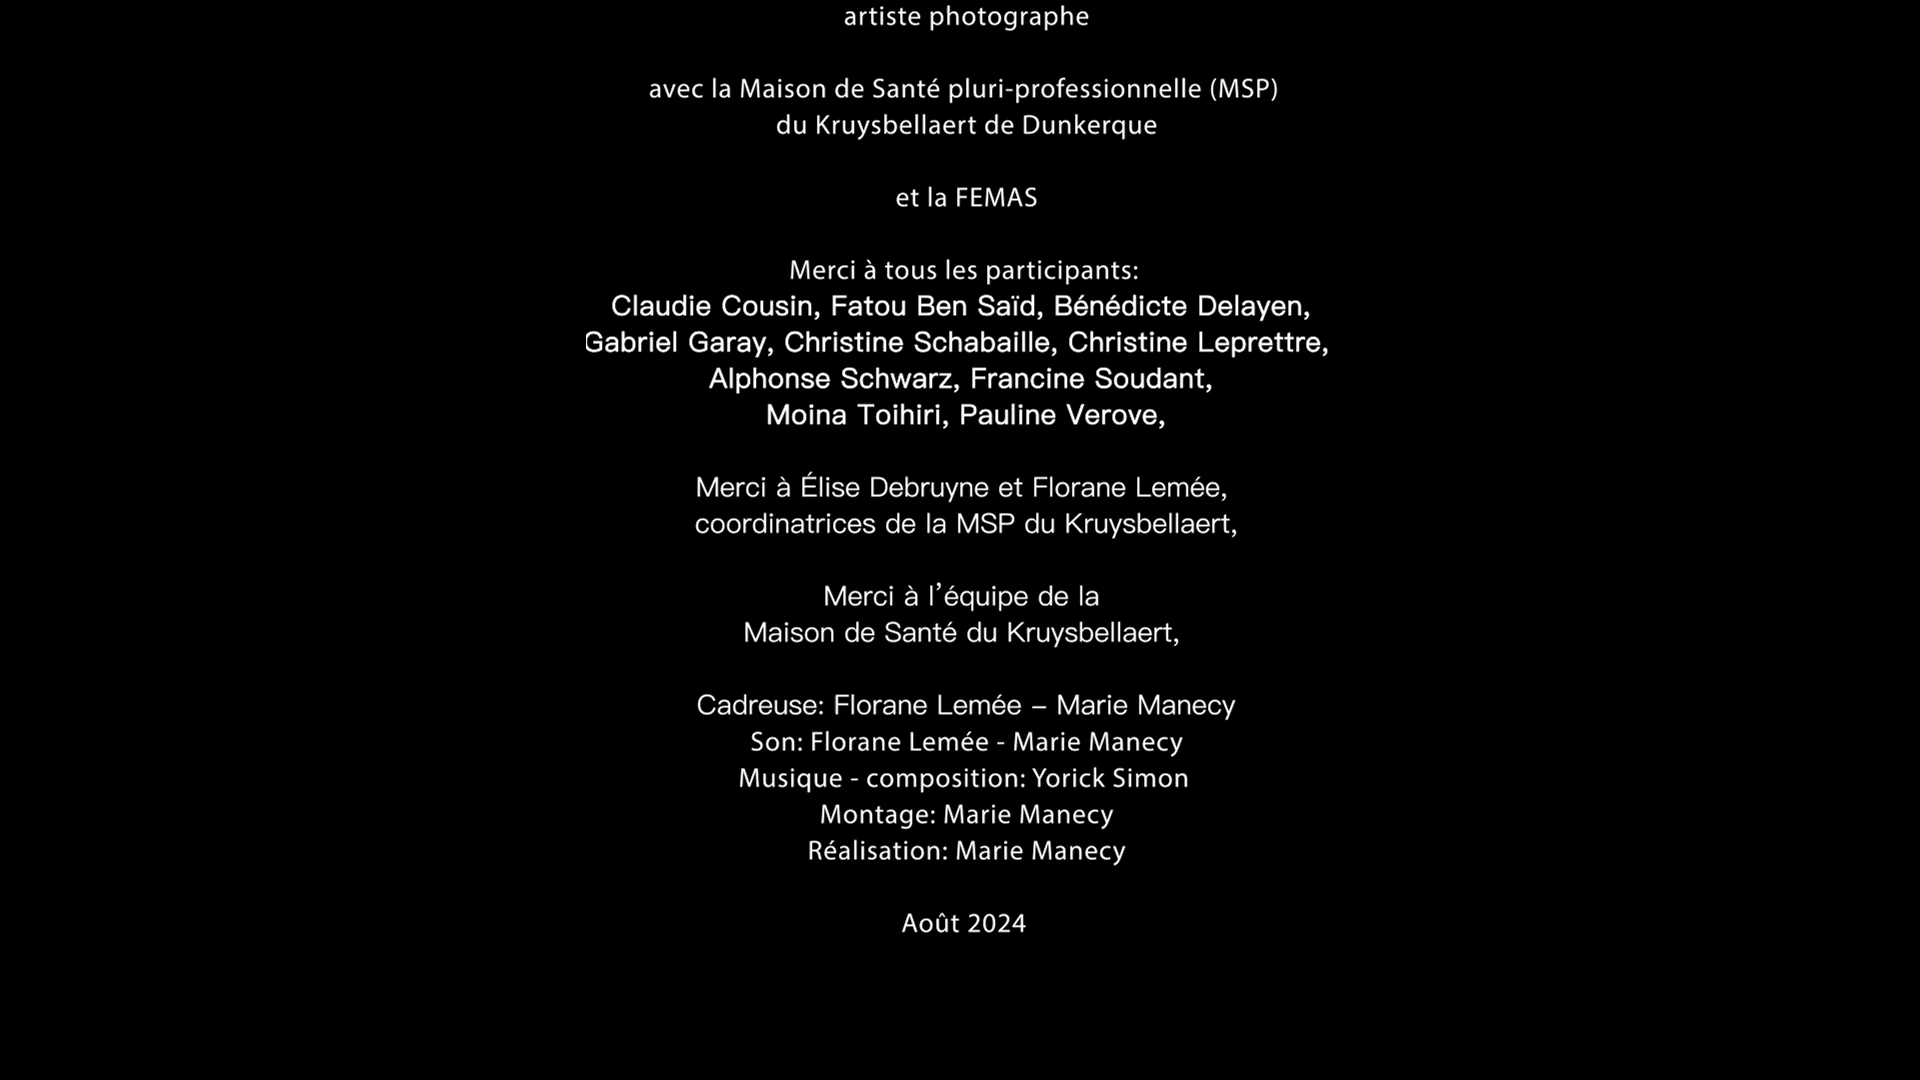 artiste photographe
avec la Maison de Santé pluri-professionnelle (MSP)
du Kruysbellaert de Dunkerque
et la FEMAS
Merci à tous les participants:
Claudie Cousin, Fatou Ben Saïd, Bénédicte Delayen,
Gabriel Garay, Christine Schabaille, Christine Leprettre,
Alphonse Schwarz, Francine Soudant,
Moina Toihiri, Pauline Verove,
Merci à Élise Debruyne et Florane Lemée,
coordinatrices de la MSP du Kruysbellaert,
Merci à l’équipe de la
Maison de Santé du Kruysbellaert,
Cadreuse: Florane Lemée – Marie Manecy
Son: Florane Lemée - Marie Manecy
Musique - composition: Yorick Simon
Montage: Marie Manecy
Réalisation: Marie Manecy
Août 2024